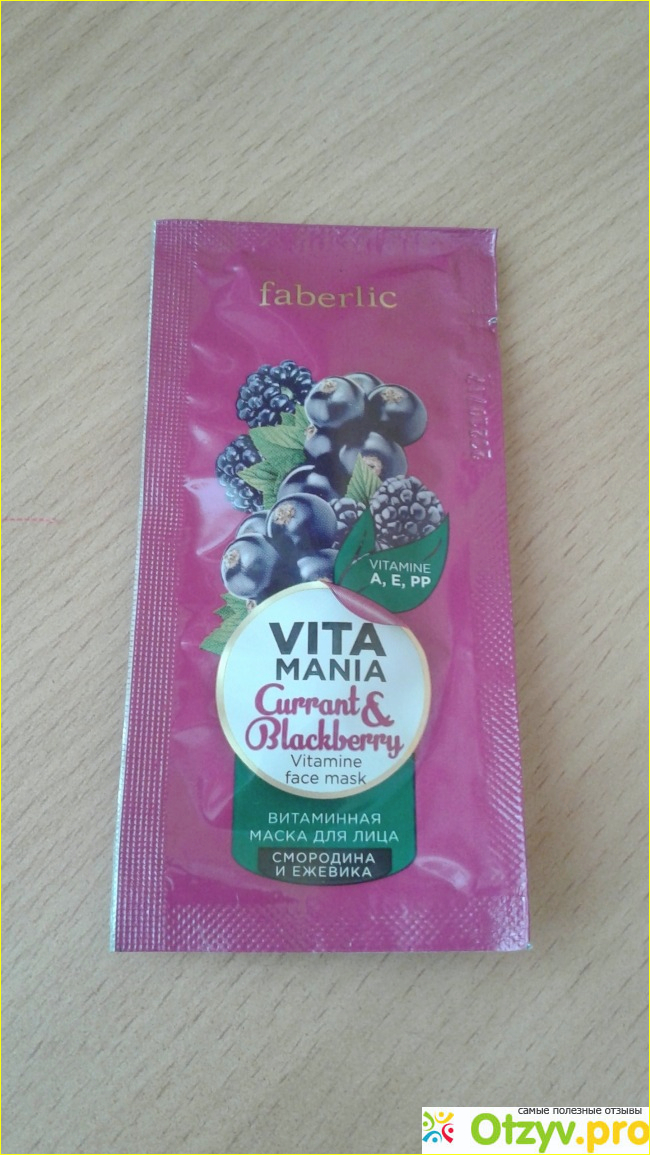 faberlic
VITAMINE
A, E, PP
VITA
MANIA
Currant &
Blackberry
Vitamine
face mask
ВИТАМИННАЯ
МАСКА ДЛЯ ЛИЦА
СМОРОДИНА
И ЕЖЕВИКА
самые полезные отзывы
Otzyv.pro